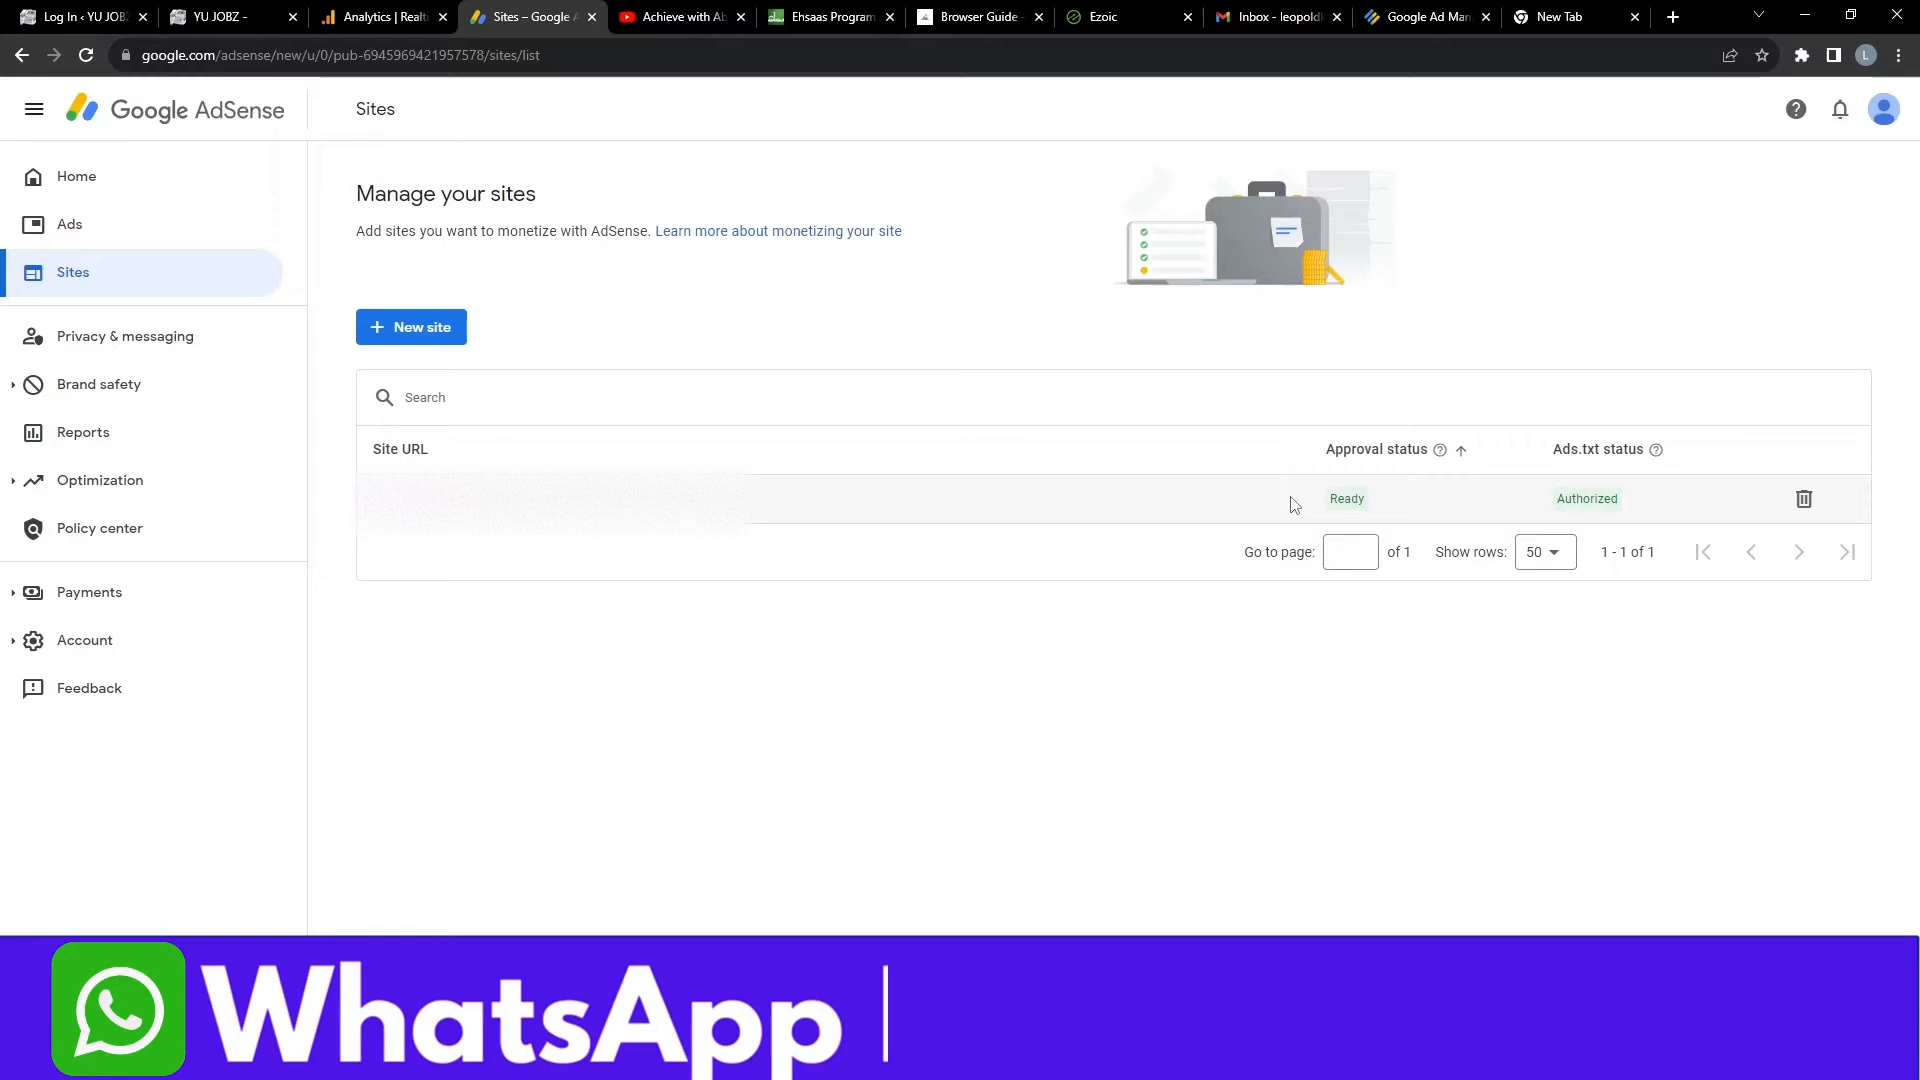 Log In ‹ YU JOBZ
YU JOBZ -
Analytics | Realti
Sites – Google A
Achieve with Ab
Ehsaas Program
Browser Guide -
Ezoic
Inbox - leopoldk
Google Ad Man
New Tab
google.com/adsense/new/u/0/pub-6945969421957578/sites/list
L
Google AdSense
Sites
Home
Ads
Sites
Privacy & messaging
Brand safety
Reports
Optimization
Policy center
Payments
Account
Feedback
Manage your sites
Add sites you want to monetize with AdSense. Learn more about monetizing your site
+ New site
Search
Site URL
Approval status
Ads.txt status
Ready
Authorized
Go to page:
of 1
Show rows:
50
1 - 1 of 1
WhatsApp |